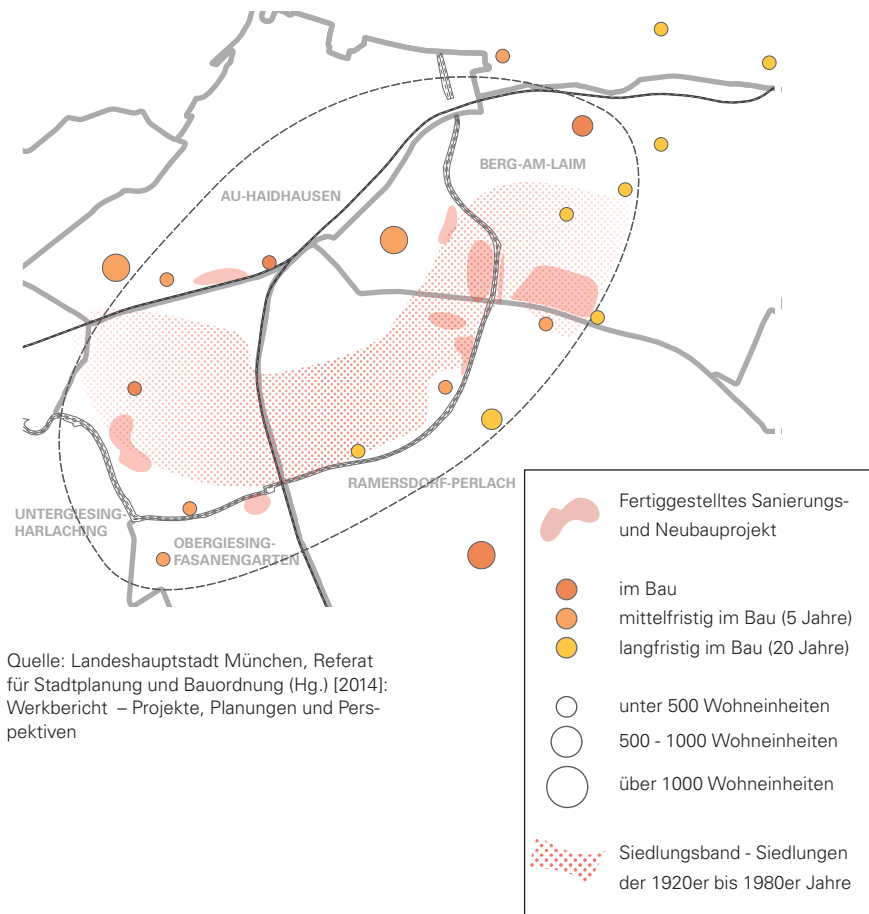 BERG-AM-LAIM
AU-HAIDHAUSEN
RAMERSDORF-PERLACH
UNTERGIESING-
HARLACHING
OBERGIESING-
FASANENGARTEN
Quelle: Landeshauptstadt München, Referat
für Stadtplanung und Bauordnung (Hg.) [2014]:
Werkbericht – Projekte, Planungen und Pers-
pektiven
Fertiggestelltes Sanierungs-
und Neubauprojekt
im Bau
mittelfristig im Bau (5 Jahre)
langfristig im Bau (20 Jahre)
unter 500 Wohneinheiten
500 - 1000 Wohneinheiten
über 1000 Wohneinheiten
Siedlungsband - Siedlungen
der 1920er bis 1980er Jahre